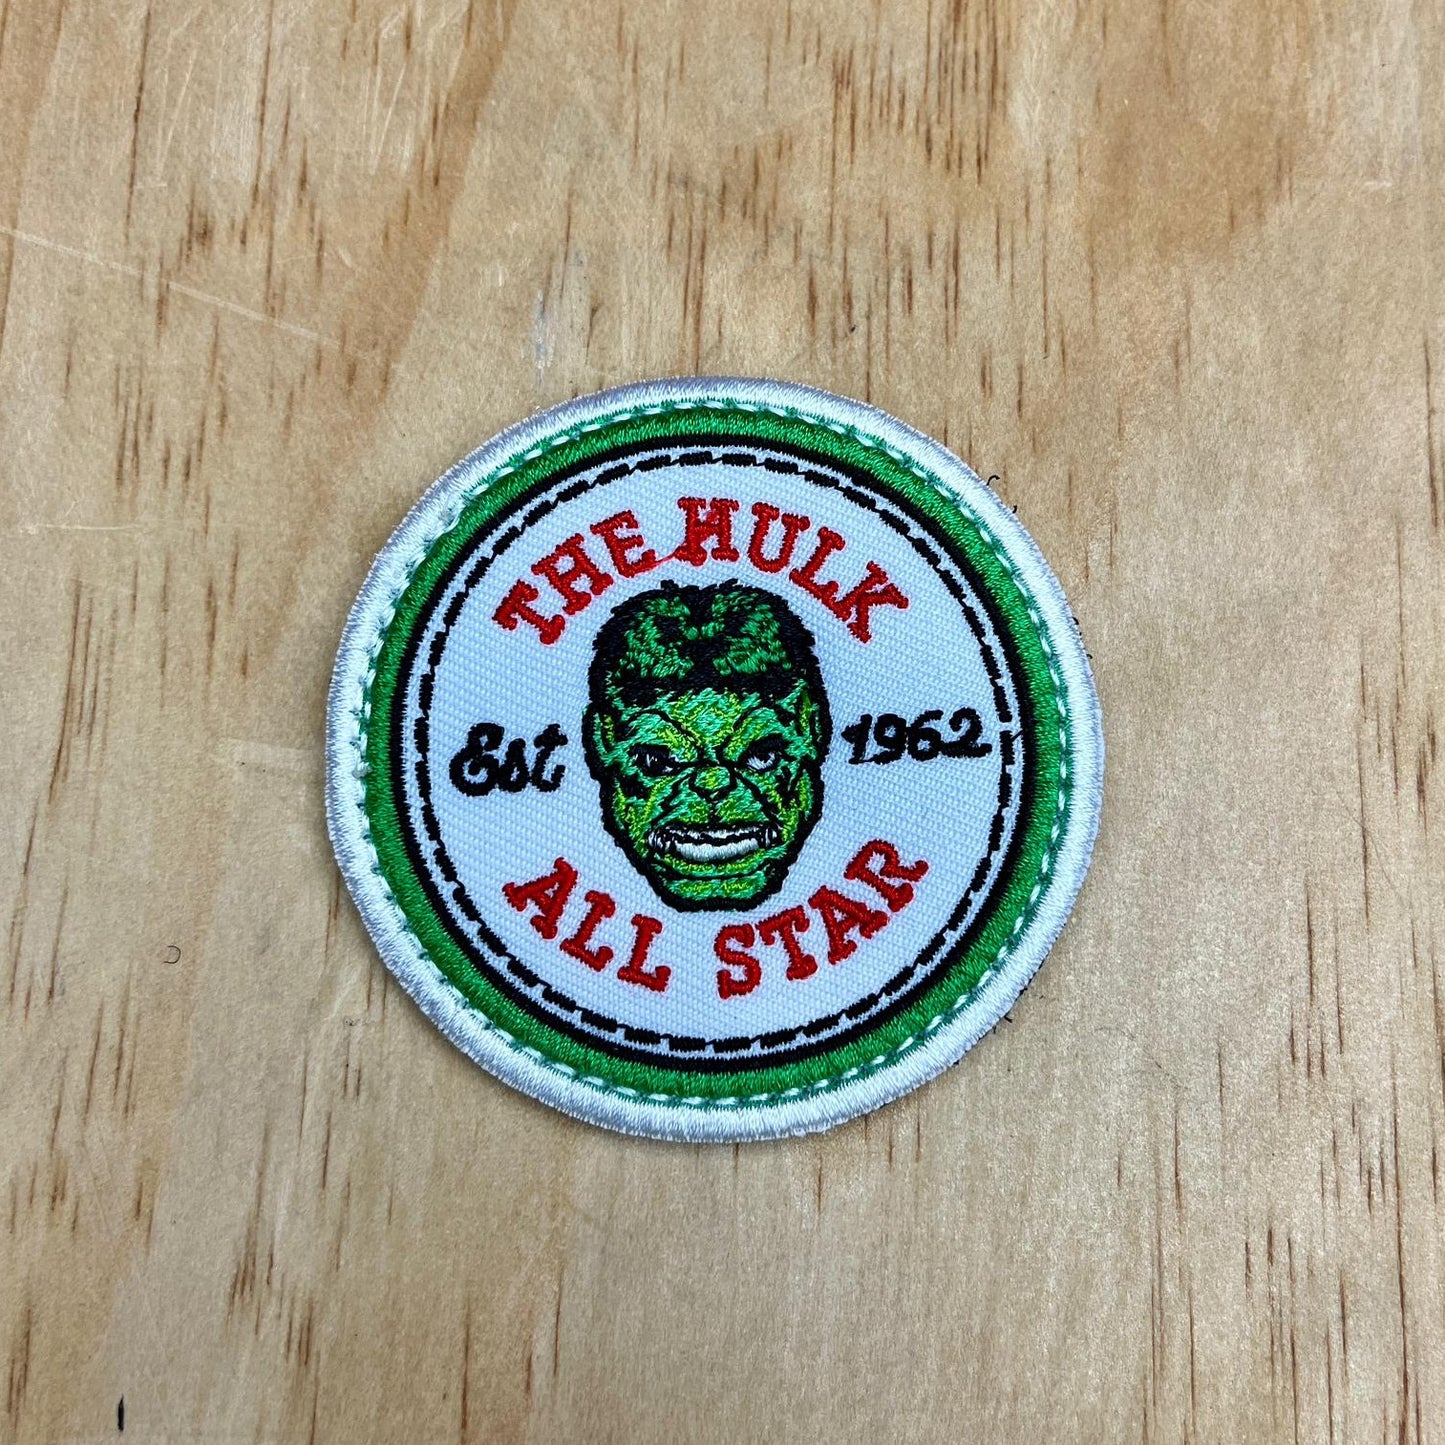 THE HULK
Est 1962
ALL STAR